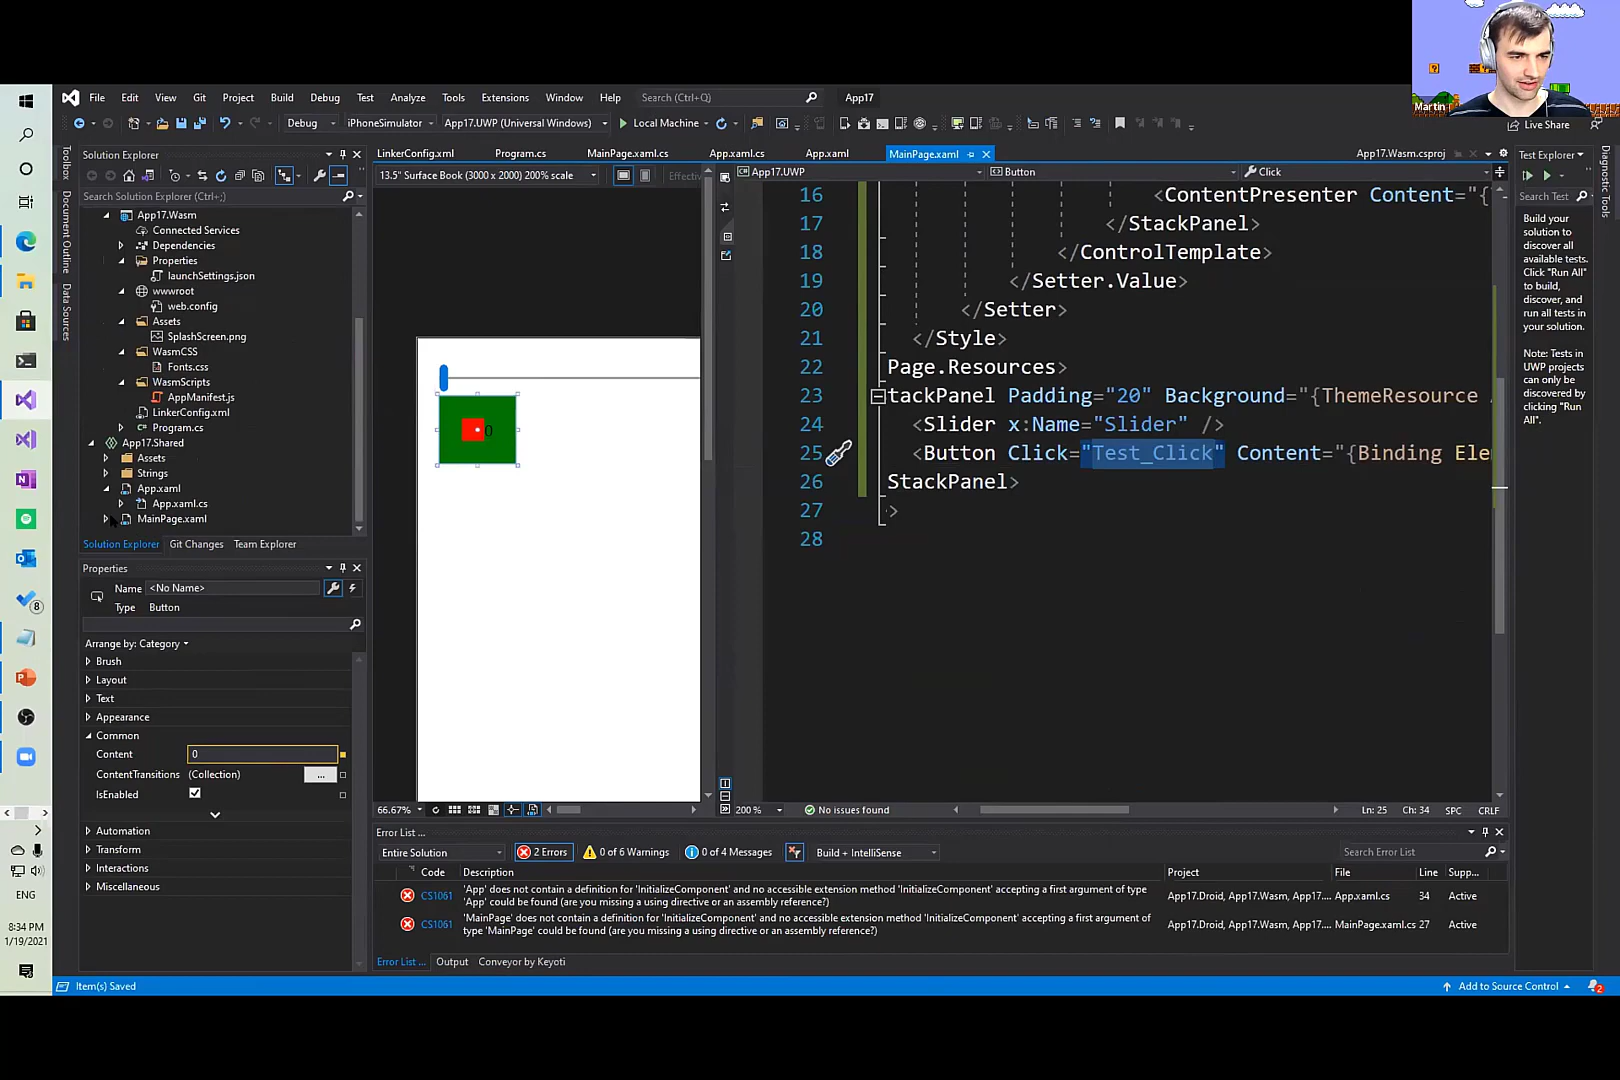 Martin
File Edit View Git Project Build Debug Test Analyze Tools Extensions Window Help Search (Ctrl+Q) App17
Debug iPhoneSimulator App17.UWP (Universal Windows) Local Machine Live Share
Solution Explorer
Search Solution Explorer (Ctrl+;)
App17.Wasm
Connected Services
Dependencies
Properties
launchSettings.json
wwwroot
web.config
Assets
SplashScreen.png
WasmCSS
Fonts.css
WasmScripts
AppManifest.js
LinkerConfig.xml
Program.cs
App17.Shared
Assets
Strings
App.xaml
App.xaml.cs
MainPage.xaml
Solution Explorer Git Changes Team Explorer
Toolbox
Document Outline
Data Sources
Properties
Name <No Name>
Type Button
Arrange by: Category
Brush
Layout
Text
Appearance
Common
Content 0
ContentTransitions (Collection) ...
IsEnabled
Automation
Transform
Interactions
Miscellaneous
LinkerConfig.xml Program.cs MainPage.xaml.cs App.xaml.cs App.xaml MainPage.xaml App17.Wasm.csproj
13.5" Surface Book (3000 x 2000) 200% scale Effectiv
App17.UWP Button Click
0
66.67%
16 <ContentPresenter Content="{
17 </StackPanel>
18 </ControlTemplate>
19 </Setter.Value>
20 </Setter>
21 </Style>
22 Page.Resources>
23 tackPanel Padding="20" Background="{ThemeResource
24 <Slider x:Name="Slider" />
25 <Button Click="Test_Click" Content="{Binding Ele
26 StackPanel>
27 >
28
200 % No issues found Ln: 25 Ch: 34 SPC CRLF
Error List ...
Entire Solution 2 Errors 0 of 6 Warnings 0 of 4 Messages Build + IntelliSense Search Error List
Code Description Project File Line Supp...
CS1061 'App' does not contain a definition for 'InitializeComponent' and no accessible extension method 'InitializeComponent' accepting a first argument of type App17.Droid, App17.Wasm, App17.... App.xaml.cs 34 Active
'App' could be found (are you missing a using directive or an assembly reference?)
CS1061 'MainPage' does not contain a definition for 'InitializeComponent' and no accessible extension method 'InitializeComponent' accepting a first argument of App17.Droid, App17.Wasm, App17.... MainPage.xaml.cs 27 Active
type 'MainPage' could be found (are you missing a using directive or an assembly reference?)
Error List ... Output Conveyor by Keyoti
Test Explorer
Search Test
Build your
solution to
discover all
available tests.
Click "Run All"
to build,
discover, and
run all tests in
your solution.
Note: Tests in
UWP projects
can only be
discovered by
clicking "Run
All".
Diagnostic Tools
8
ENG
8:34 PM
1/19/2021
Item(s) Saved Add to Source Control 2